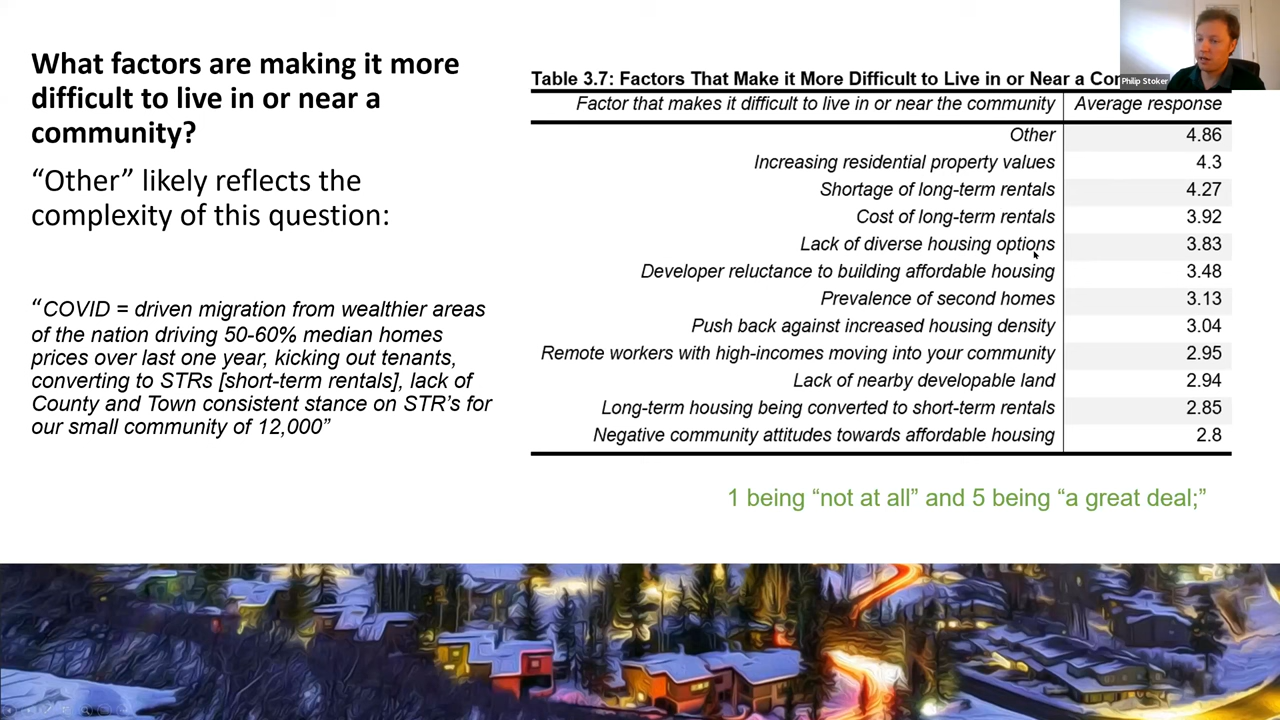 What factors are making it more
difficult to live in or near a
community?
“Other” likely reflects the
complexity of this question:
“COVID = driven migration from wealthier areas
of the nation driving 50-60% median homes
prices over last one year, kicking out tenants,
converting to STRs [short-term rentals], lack of
County and Town consistent stance on STR’s for
our small community of 12,000”
Table 3.7: Factors That Make it More Difficult to Live in or Near a
Philip Stoker
Factor that makes it difficult to live in or near the community Average response
Other 4.86
Increasing residential property values 4.3
Shortage of long-term rentals 4.27
Cost of long-term rentals 3.92
Lack of diverse housing options 3.83
Developer reluctance to building affordable housing 3.48
Prevalence of second homes 3.13
Push back against increased housing density 3.04
Remote workers with high-incomes moving into your community 2.95
Lack of nearby developable land 2.94
Long-term housing being converted to short-term rentals 2.85
Negative community attitudes towards affordable housing 2.8
1 being “not at all” and 5 being “a great deal;”